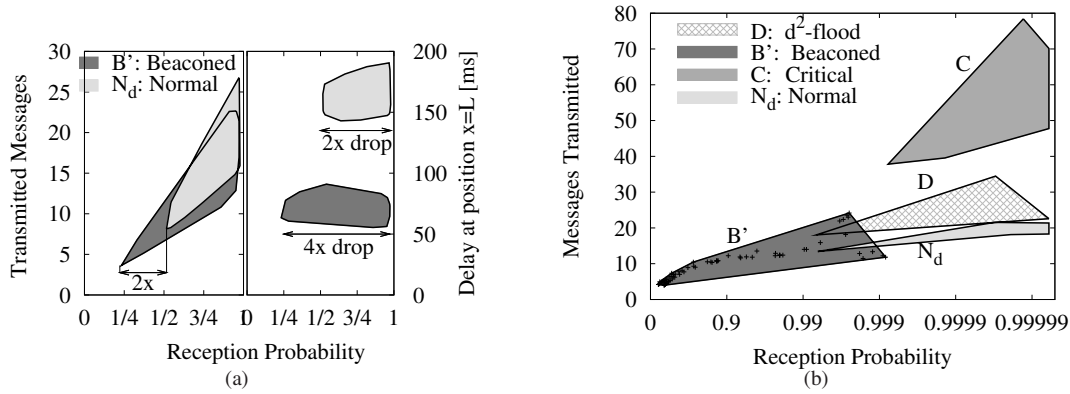 30
25
20
15
10
5
0
Transmitted Messages
B': Beaconed
N_d: Normal
2x
0 1/4 1/2 3/4 1
0 1/4 1/2 3/4 1
2x drop
4x drop
200
150
100
50
0
Delay at position x=L [ms]
Reception Probability
(a)
80
70
60
50
40
30
20
10
0
Messages Transmitted
D: d²-flood
B': Beaconed
C: Critical
N_d: Normal
C
D
B'
N_d
0 0.9 0.99 0.999 0.9999 0.99999
Reception Probability
(b)